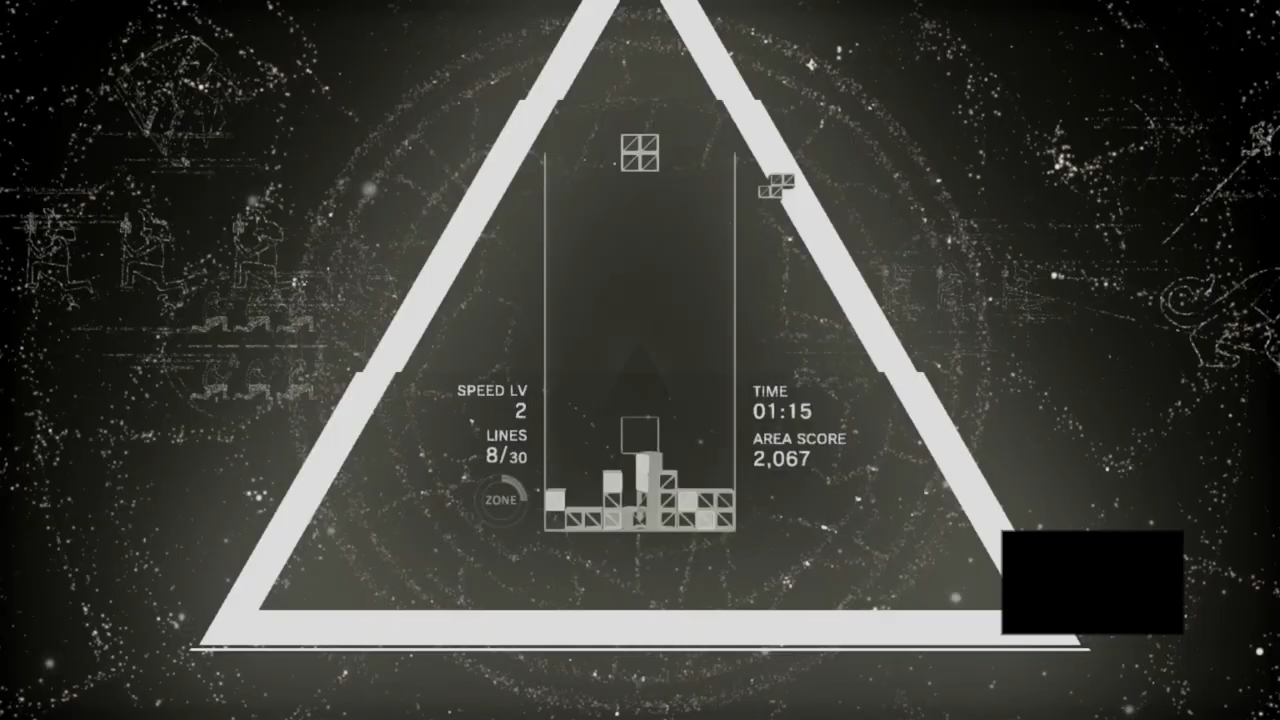 SPEED LV
2
LINES
8/30
ZONE
TIME
01:15
AREA SCORE
2,067